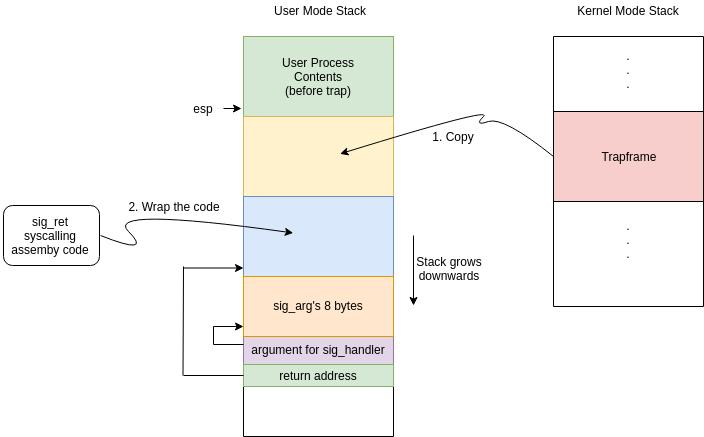 User Mode Stack
Kernel Mode Stack
User Process
Contents
(before trap)
.
.
.
esp
1. Copy
Trapframe
2. Wrap the code
sig_ret
syscalling
assemby code
.
.
.
Stack grows
downwards
sig_arg's 8 bytes
argument for sig_handler
return address